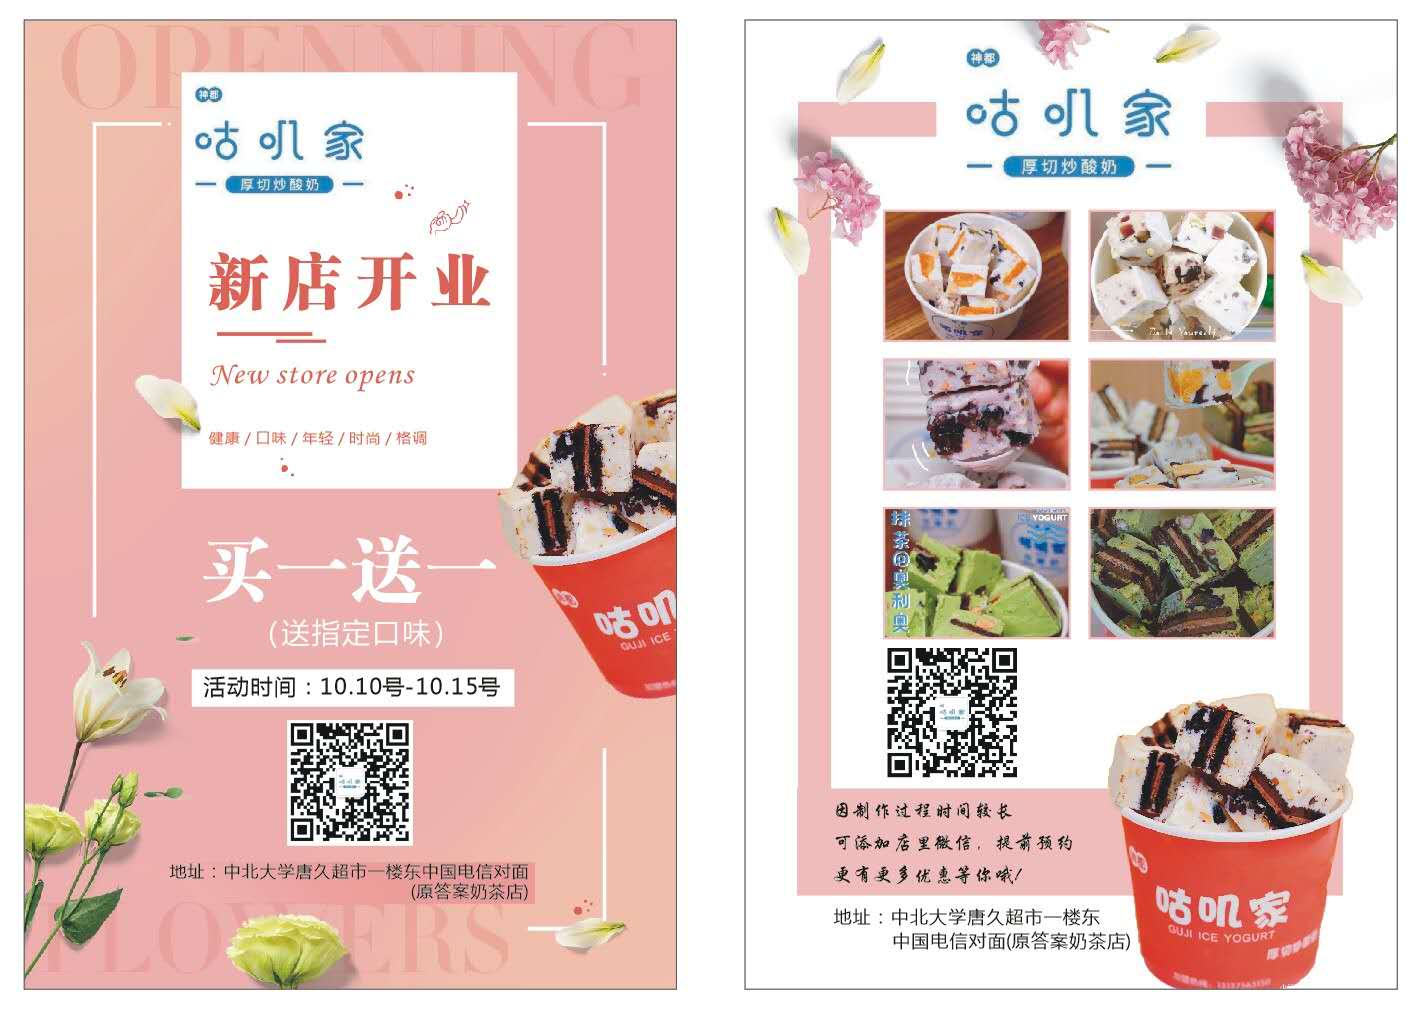 OPENNING
神都
咕叽家
厚切炒酸奶
新店开业
New store opens
健康 / 口味 / 年轻 / 时尚 / 格调
买一送一
(送指定口味)
活动时间：10.10号-10.15号
地址：中北大学唐久超市一楼东中国电信对面
(原答案奶茶店)
FLOWERS
神都
咕叽
GUJI ICE
神都
咕叽家
厚切炒酸奶
咕叽家
Yourself
YOGURT
抹茶@奥利奥
因制作过程时间较长
可添加店里微信，提前预约
更有更多优惠等你哦!
地址：中北大学唐久超市一楼东
中国电信对面(原答案奶茶店)
神都
咕叽家
GUJI ICE YOGURT
厚切炒酸奶